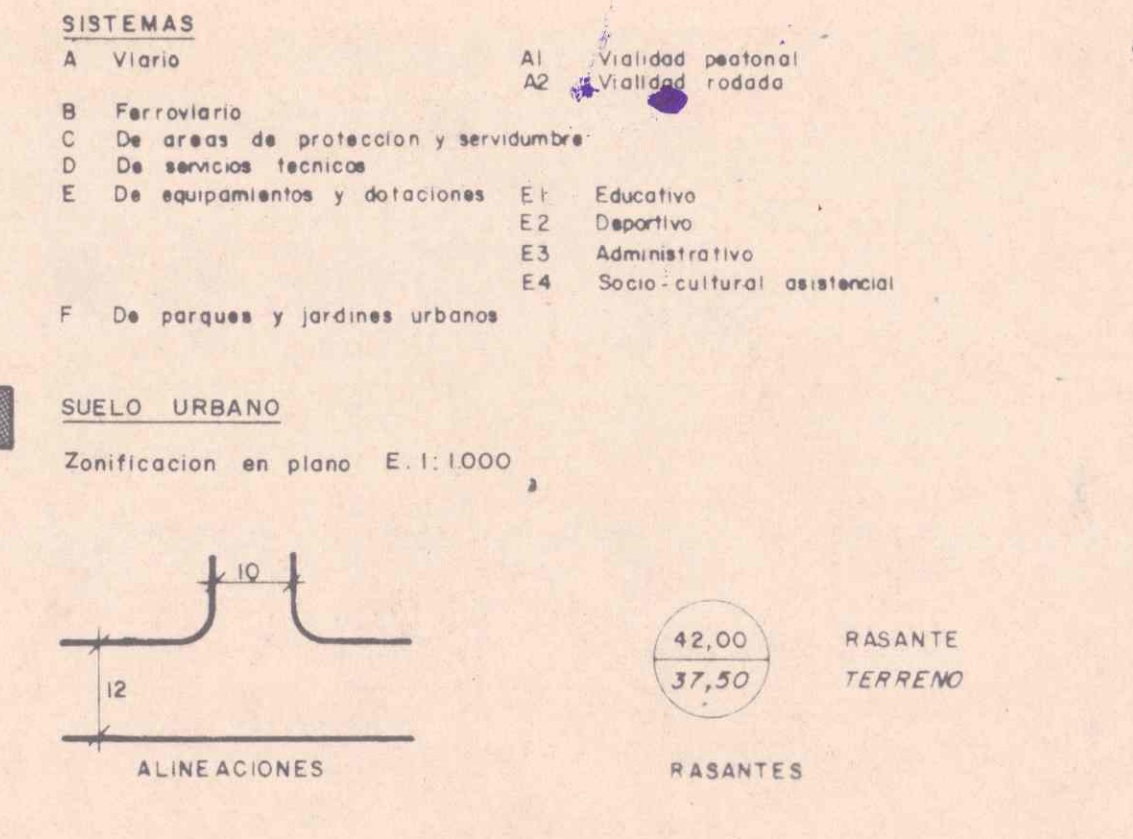 SISTEMAS
A Viario A1 Vialidad peatonal
A2 Vialidad rodada
B Ferroviario
C De areas de proteccion y servidumbre
D De servicios tecnicos
E De equipamientos y dotaciones E1 Educativo
E2 Deportivo
E3 Administrativo
E4 Socio-cultural asistencial
F De parques y jardines urbanos
SUELO URBANO
Zonificacion en plano E. 1:1.000
10
12
ALINEACIONES
42,00 RASANTE
37,50 TERRENO
RASANTES